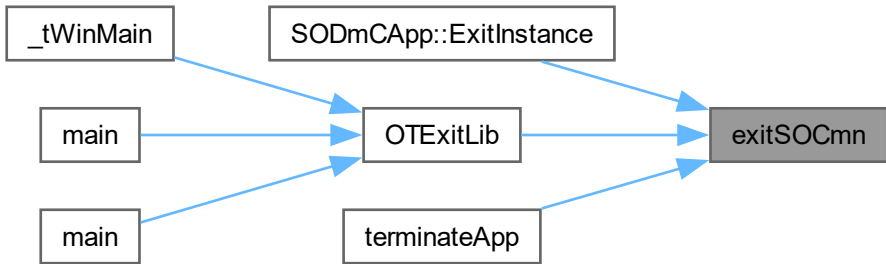 _tWinMain
SODmCApp::ExitInstance
main
OTExitLib
exitSOCmn
main
terminateApp